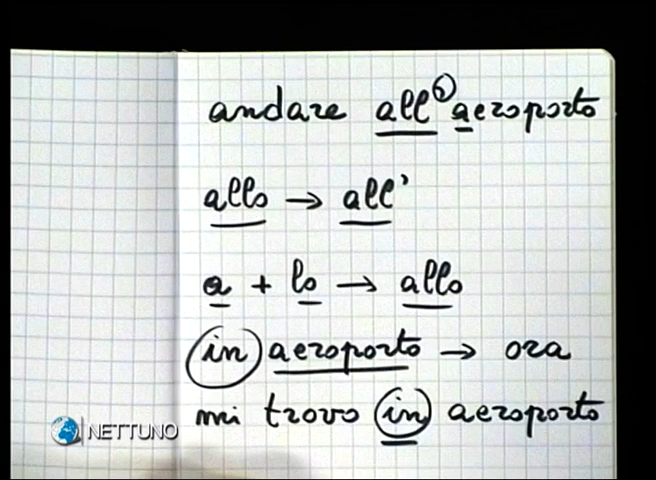 andare all'aeroporto
allo → all'
a + lo → allo
in aeroporto → ora
mi trovo in aeroporto
NETTUNO